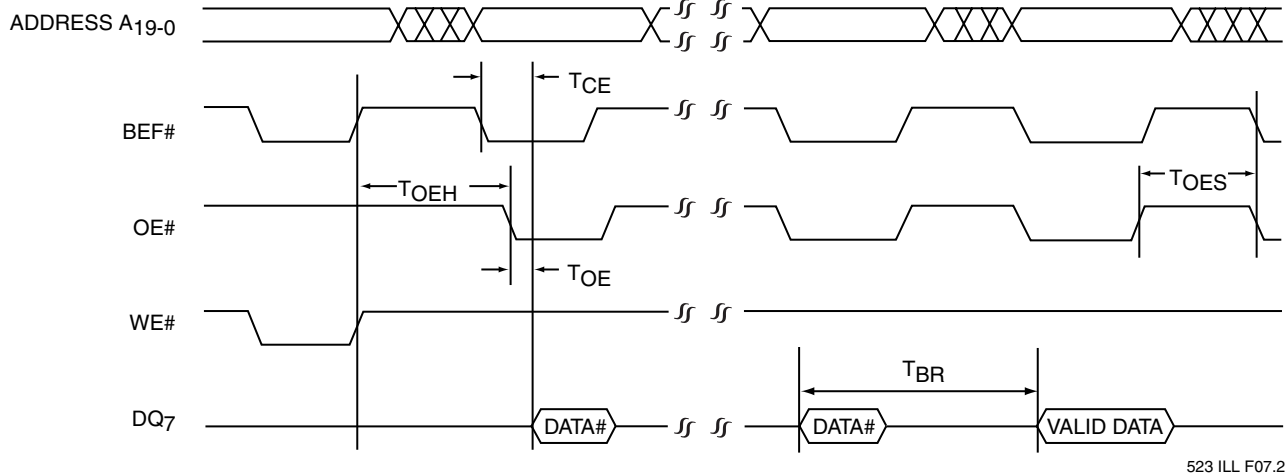 ADDRESS A19-0
TCE
BEF#
TOEH
TOES
OE#
TOE
WE#
TBR
DQ7
DATA#
DATA#
VALID DATA
523 ILL F07.2